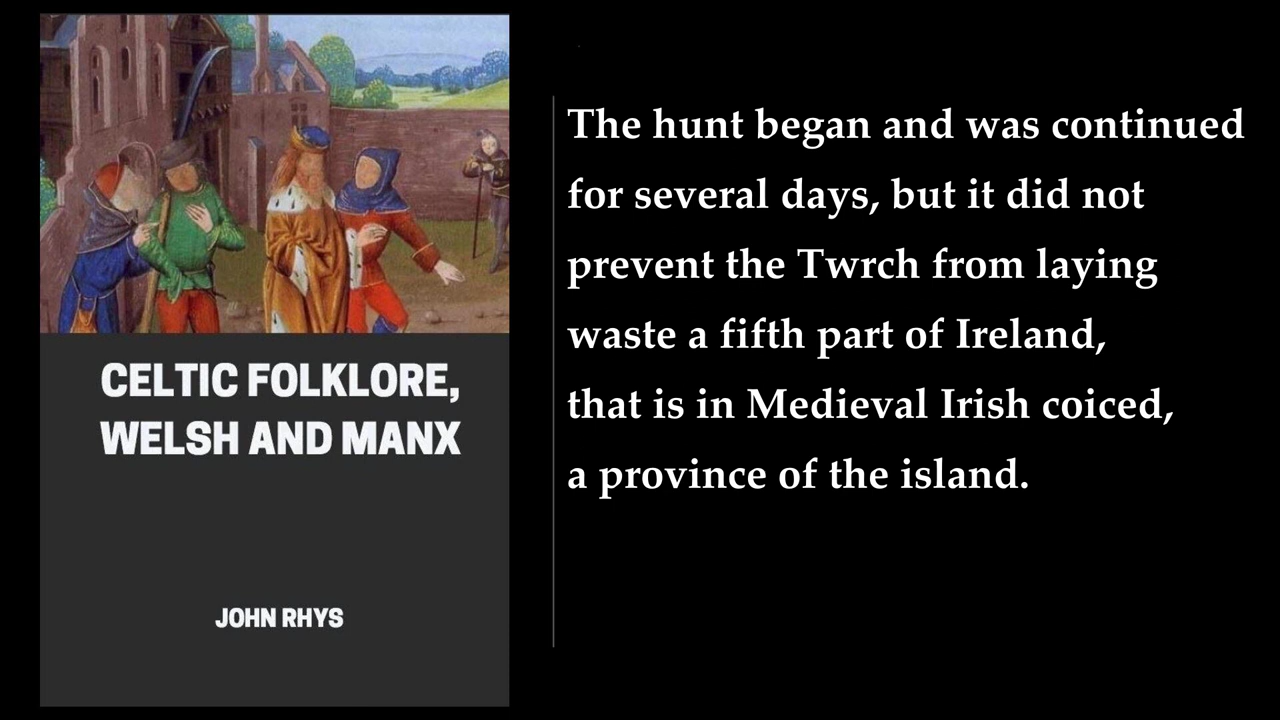 CELTIC FOLKLORE,
WELSH AND MANX
JOHN RHYS
The hunt began and was continued
for several days, but it did not
prevent the Twrch from laying
waste a fifth part of Ireland,
that is in Medieval Irish coiced,
a province of the island.